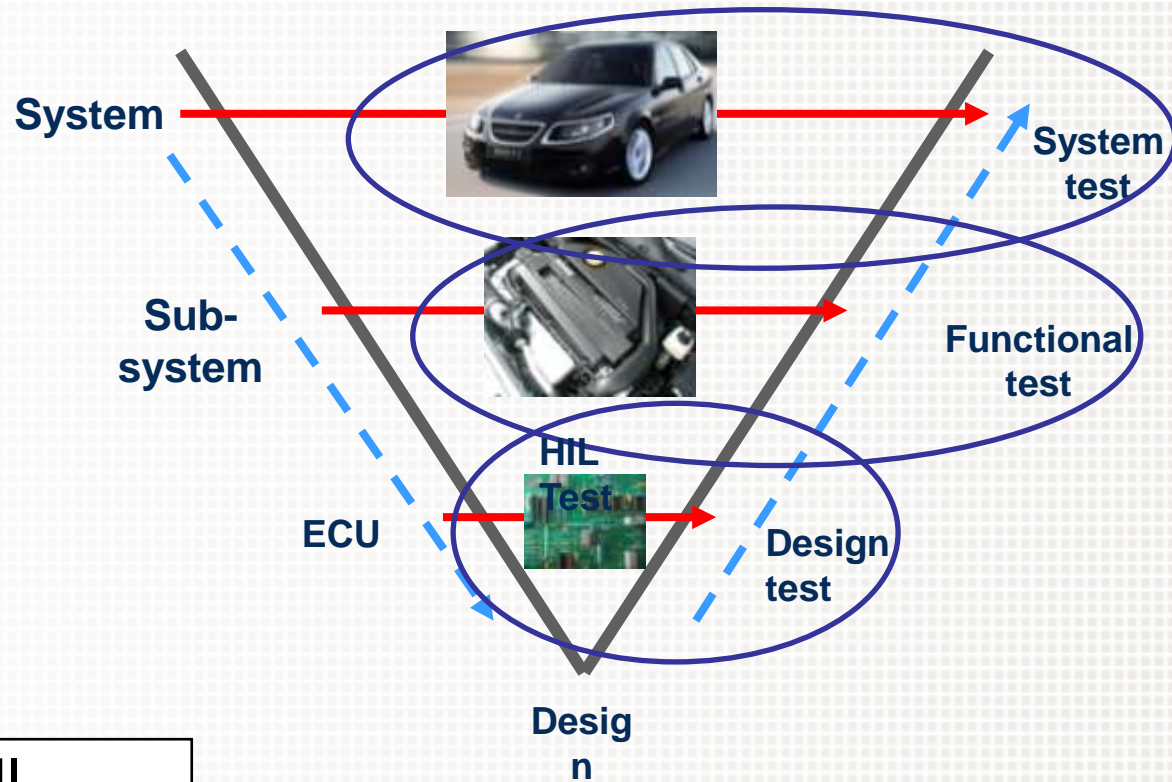 System
System
test
Sub-
system
Functional
test
HIL
Test
ECU
Design
test
Desig
n